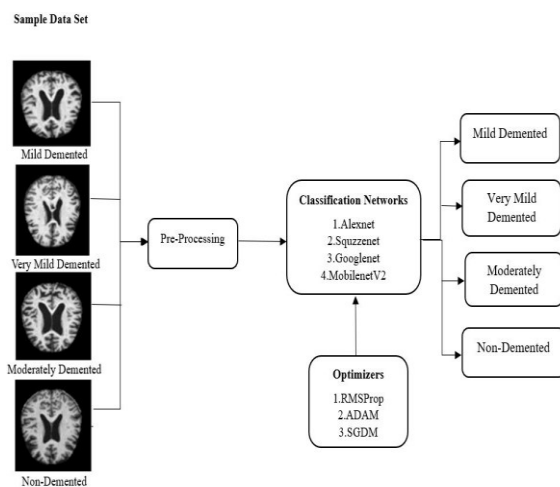 Sample Data Set
Mild Demented
Very Mild Demented
Moderately Demented
Non-Demented
Pre-Processing
Classification Networks
1.Alexnet
2.Squzzenet
3.Googlenet
4.MobilenetV2
Optimizers
1.RMSProp
2.ADAM
3.SGDM
Mild Demented
Very Mild
Demented
Moderately
Demented
Non-Demented